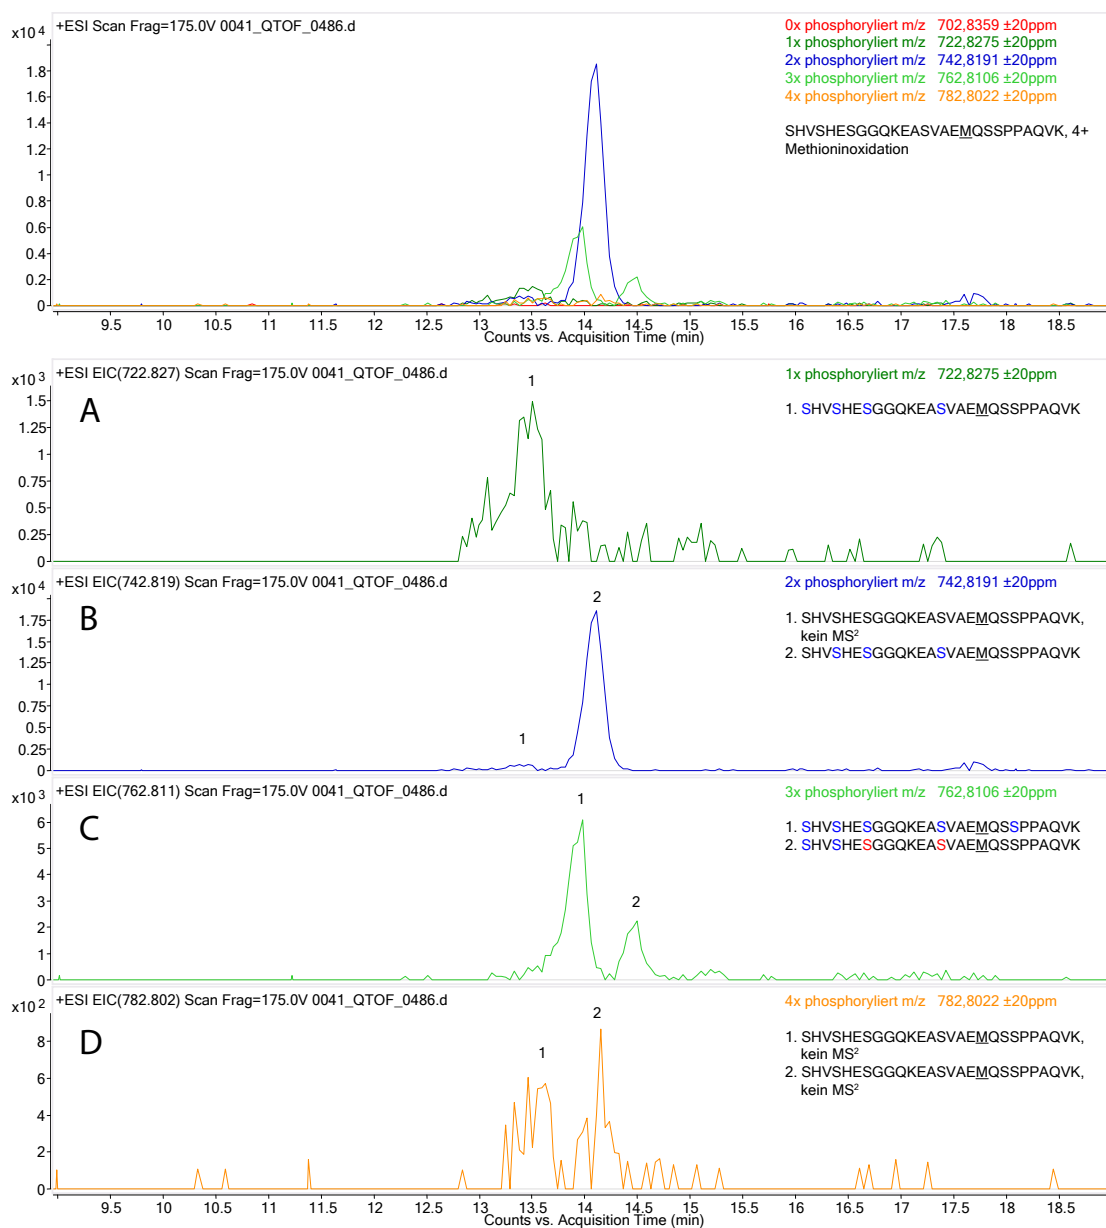 +ESI Scan Frag=175.0V 0041_QTOF_0486.d
x10⁴
1.8
1.6
1.4
1.2
1
0.8
0.6
0.4
0.2
0
0x phosphoryliert m/z 702,8359 ±20ppm
1x phosphoryliert m/z 722,8275 ±20ppm
2x phosphoryliert m/z 742,8191 ±20ppm
3x phosphoryliert m/z 762,8106 ±20ppm
4x phosphoryliert m/z 782,8022 ±20ppm
SHVSHESGGQKEASVAEMQSSPPAQVK, 4+
Methioninoxidation
9.5 10 10.5 11 11.5 12 12.5 13 13.5 14 14.5 15 15.5 16 16.5 17 17.5 18 18.5
Counts vs. Acquisition Time (min)
+ESI EIC(722.827) Scan Frag=175.0V 0041_QTOF_0486.d
x10³
1.5
1.25
1
0.75
0.5
0.25
0
A
1
1x phosphoryliert m/z 722,8275 ±20ppm
1. SHVSHESGGQKEASVAEMQSSPPAQVK
+ESI EIC(742.819) Scan Frag=175.0V 0041_QTOF_0486.d
x10⁴
1.75
1.5
1.25
1
0.75
0.5
0.25
0
B
1
2
2x phosphoryliert m/z 742,8191 ±20ppm
1. SHVSHESGGQKEASVAEMQSSPPAQVK,
kein MS²
2. SHVSHESGGQKEASVAEMQSSPPAQVK
+ESI EIC(762.811) Scan Frag=175.0V 0041_QTOF_0486.d
x10³
6
5
4
3
2
1
0
C
1
2
3x phosphoryliert m/z 762,8106 ±20ppm
1. SHVSHESGGQKEASVAEMQSSPPAQVK
2. SHVSHESGGQKEASVAEMQSSPPAQVK
+ESI EIC(782.802) Scan Frag=175.0V 0041_QTOF_0486.d
x10²
8
6
4
2
0
D
1
2
4x phosphoryliert m/z 782,8022 ±20ppm
1. SHVSHESGGQKEASVAEMQSSPPAQVK,
kein MS²
2. SHVSHESGGQKEASVAEMQSSPPAQVK,
kein MS²
9.5 10 10.5 11 11.5 12 12.5 13 13.5 14 14.5 15 15.5 16 16.5 17 17.5 18 18.5
Counts vs. Acquisition Time (min)